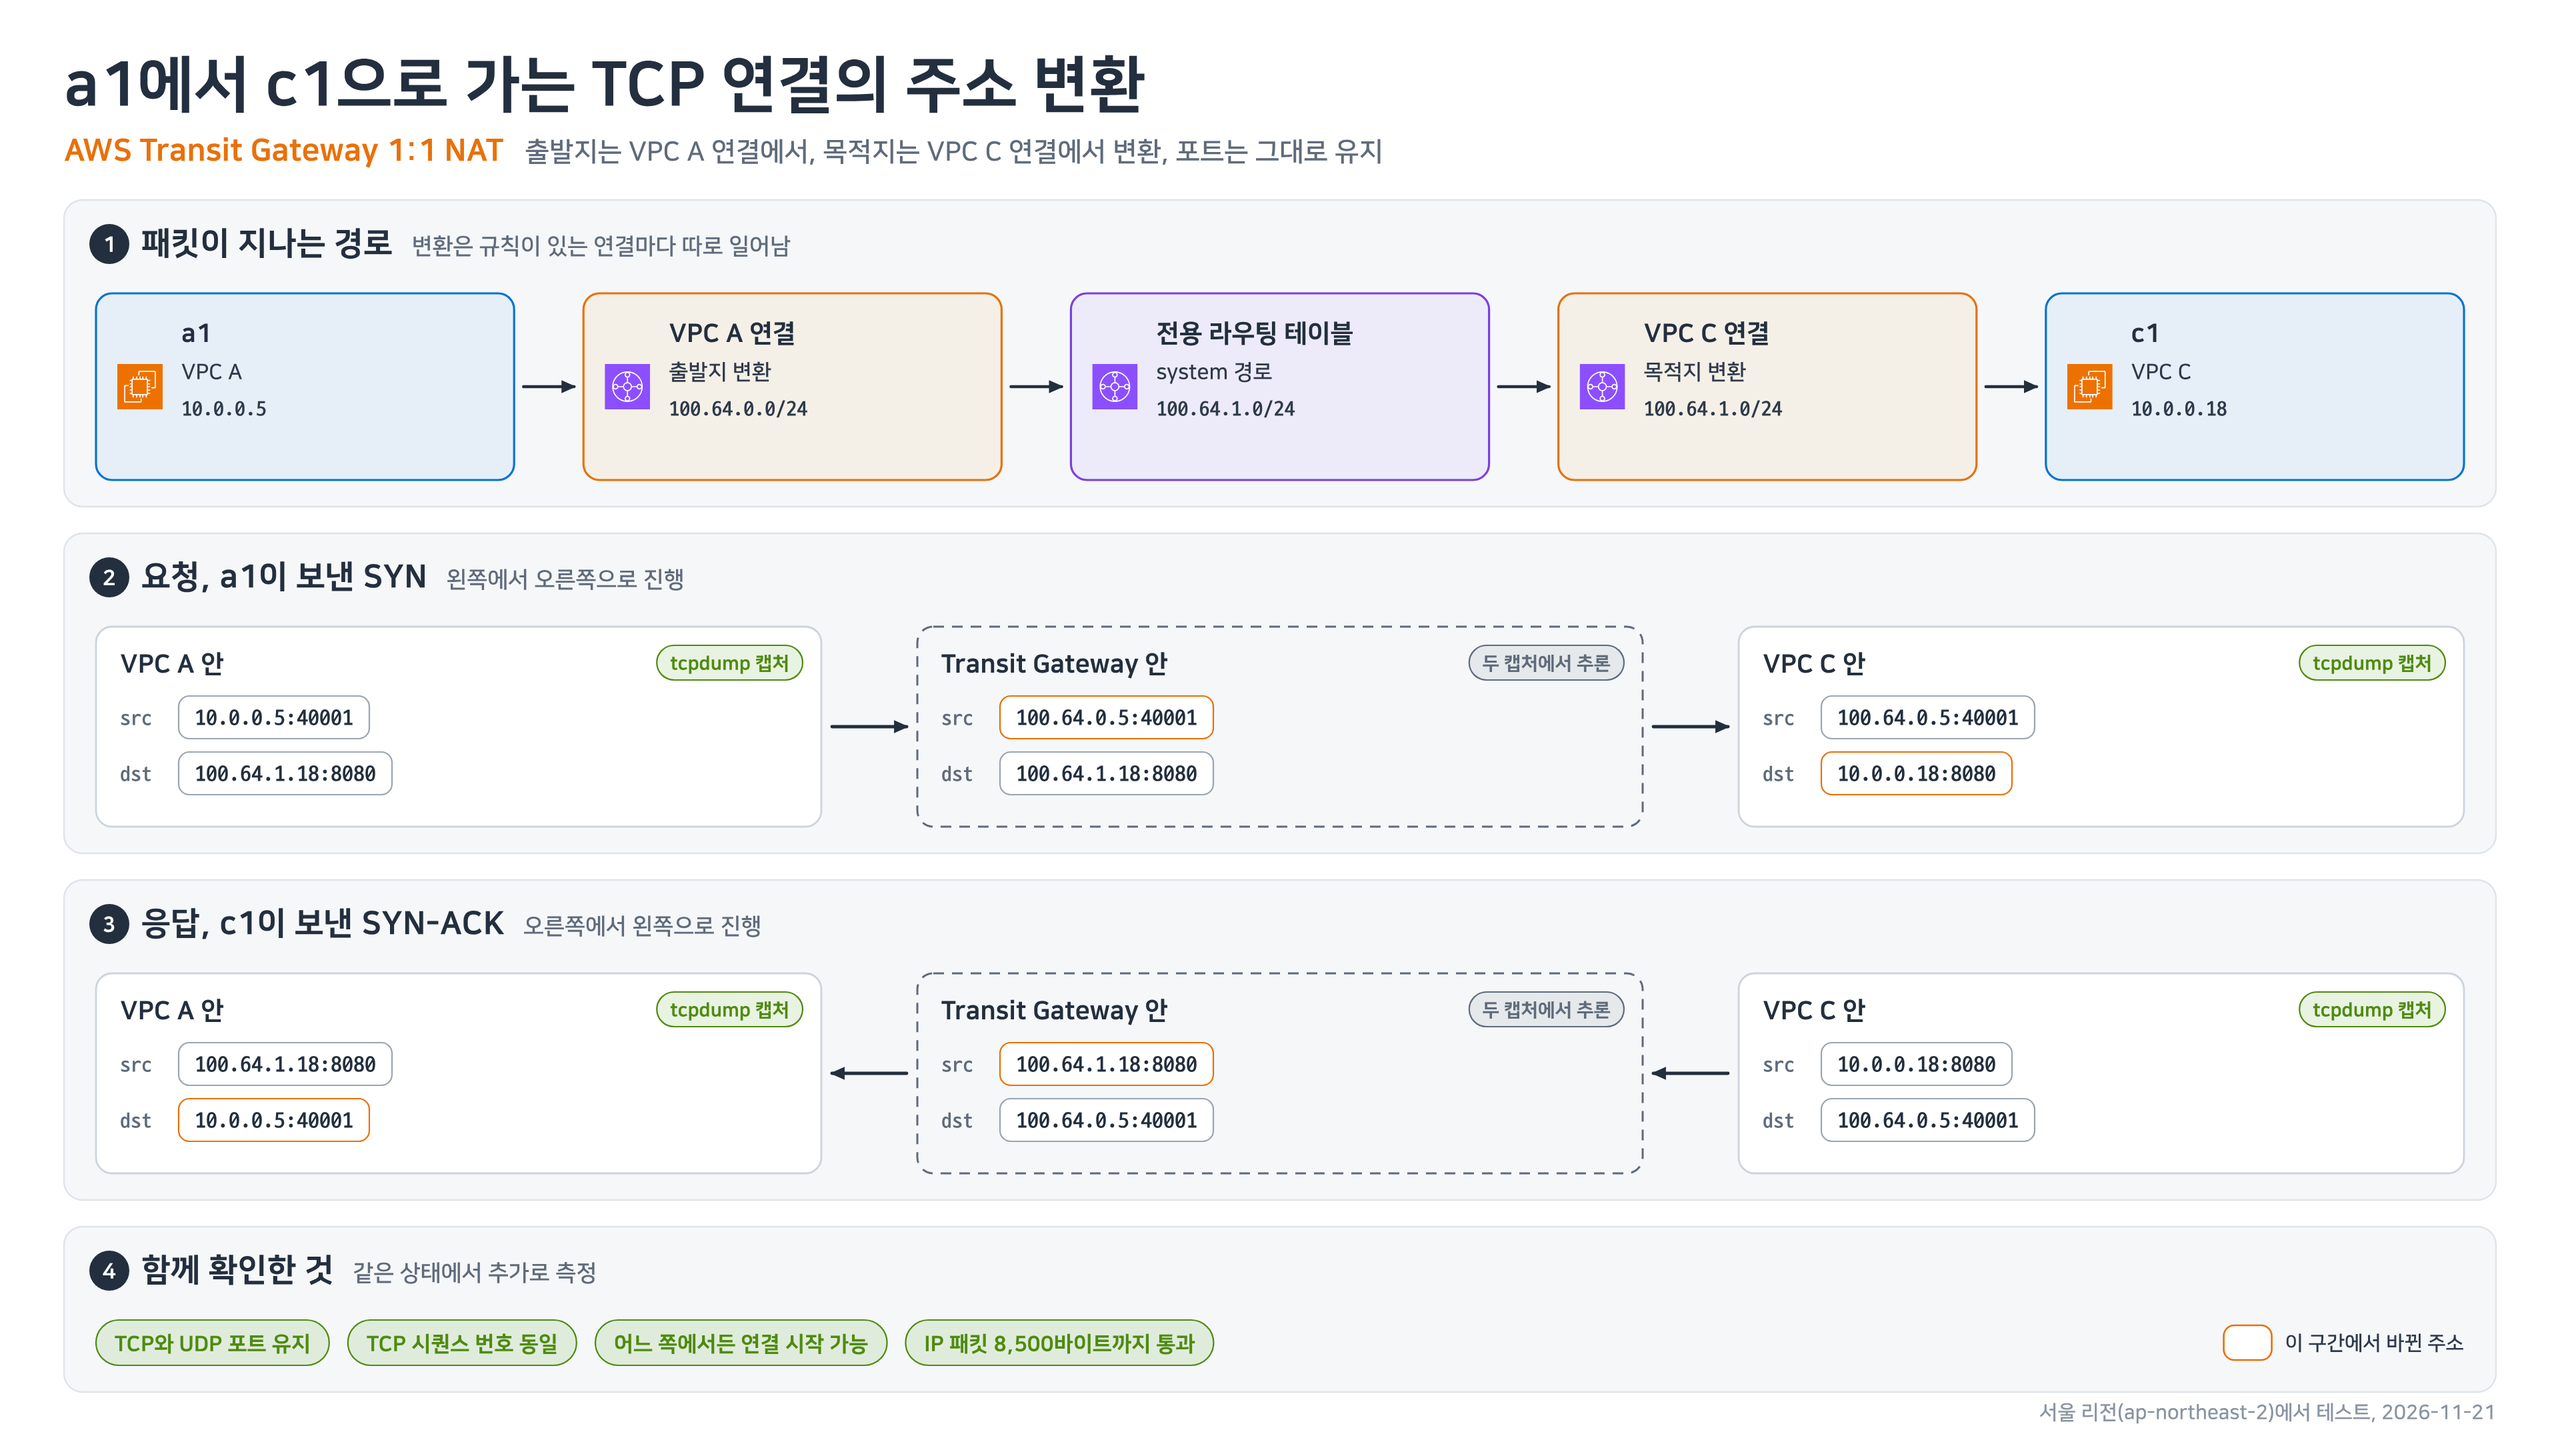 a1에서 c1으로 가는 TCP 연결의 주소 변환
AWS Transit Gateway 1:1 NAT 출발지는 VPC A 연결에서, 목적지는 VPC C 연결에서 변환, 포트는 그대로 유지
1 패킷이 지나는 경로 변환은 규칙이 있는 연결마다 따로 일어남
a1
VPC A
10.0.0.5
VPC A 연결
출발지 변환
100.64.0.0/24
전용 라우팅 테이블
system 경로
100.64.1.0/24
VPC C 연결
목적지 변환
100.64.1.0/24
c1
VPC C
10.0.0.18
2 요청, a1이 보낸 SYN 왼쪽에서 오른쪽으로 진행
VPC A 안 tcpdump 캡처
src 10.0.0.5:40001
dst 100.64.1.18:8080
Transit Gateway 안 두 캡처에서 추론
src 100.64.0.5:40001
dst 100.64.1.18:8080
VPC C 안 tcpdump 캡처
src 100.64.0.5:40001
dst 10.0.0.18:8080
3 응답, c1이 보낸 SYN-ACK 오른쪽에서 왼쪽으로 진행
VPC A 안 tcpdump 캡처
src 100.64.1.18:8080
dst 10.0.0.5:40001
Transit Gateway 안 두 캡처에서 추론
src 100.64.1.18:8080
dst 100.64.0.5:40001
VPC C 안 tcpdump 캡처
src 10.0.0.18:8080
dst 100.64.0.5:40001
4 함께 확인한 것 같은 상태에서 추가로 측정
TCP와 UDP 포트 유지
TCP 시퀀스 번호 동일
어느 쪽에서든 연결 시작 가능
IP 패킷 8,500바이트까지 통과
이 구간에서 바뀐 주소
서울 리전(ap-northeast-2)에서 테스트, 2026-11-21